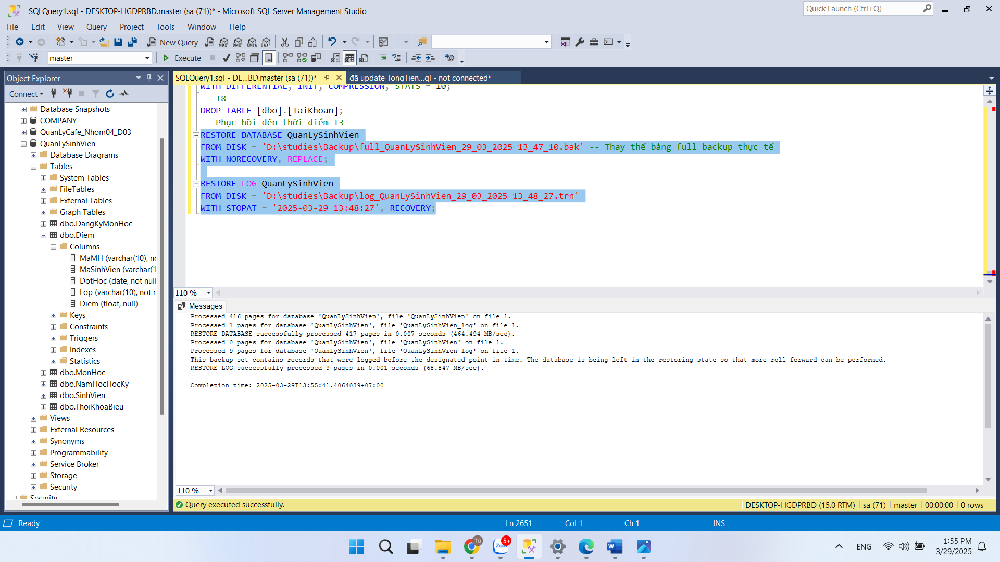 SQLQuery1.sql - DESKTOP-HGDPRBD.master (sa (71))* - Microsoft SQL Server Management Studio
Quick Launch (Ctrl+Q)
File Edit View Query Project Tools Window Help
New Query
MDX DMX XMLA DAX
master
Execute
Object Explorer
Connect
Database Snapshots
COMPANY
QuanLyCafe_Nhom04_D03
QuanLySinhVien
Database Diagrams
Tables
System Tables
FileTables
External Tables
Graph Tables
dbo.DangKyMonHoc
dbo.Diem
Columns
MaMH (varchar(10), no
MaSinhVien (varchar(1
DotHoc (date, not null
Lop (varchar(10), not n
Diem (float, null)
Keys
Constraints
Triggers
Indexes
Statistics
dbo.MonHoc
dbo.NamHocHocKy
dbo.SinhVien
dbo.ThoiKhoaBieu
Views
External Resources
Synonyms
Programmability
Service Broker
Storage
Security
Security
SQLQuery1.sql - DE...BD.master (sa (71))*
đã update TongTien...ql - not connected*
WITH DIFFERENTIAL, INIT, COMPRESSION, STATS = 10;
-- T8
DROP TABLE [dbo].[TaiKhoan];
-- Phục hồi đến thời điểm T3
RESTORE DATABASE QuanLySinhVien
FROM DISK = 'D:\studies\Backup\full_QuanLySinhVien_29_03_2025 13_47_10.bak' -- Thay thế bằng full backup thực tế
WITH NORECOVERY, REPLACE;
RESTORE LOG QuanLySinhVien
FROM DISK = 'D:\studies\Backup\log_QuanLySinhVien_29_03_2025 13_48_27.trn'
WITH STOPAT = '2025-03-29 13:48:27', RECOVERY;
110 %
Messages
Processed 416 pages for database 'QuanLySinhVien', file 'QuanLySinhVien' on file 1.
Processed 1 pages for database 'QuanLySinhVien', file 'QuanLySinhVien_log' on file 1.
RESTORE DATABASE successfully processed 417 pages in 0.007 seconds (464.494 MB/sec).
Processed 0 pages for database 'QuanLySinhVien', file 'QuanLySinhVien' on file 1.
Processed 9 pages for database 'QuanLySinhVien', file 'QuanLySinhVien_log' on file 1.
This backup set contains records that were logged before the designated point in time. The database is being left in the restoring state so that more roll forward can be performed.
RESTORE LOG successfully processed 9 pages in 0.001 seconds (68.847 MB/sec).
Completion time: 2025-03-29T13:55:41.4064039+07:00
110 %
Query executed successfully.
DESKTOP-HGDPRBD (15.0 RTM) sa (71) master 00:00:00 0 rows
Ready
Ln 2651 Col 1 Ch 1 INS
Tú
Zalo
5+
W
ENG
1:55 PM
3/29/2025